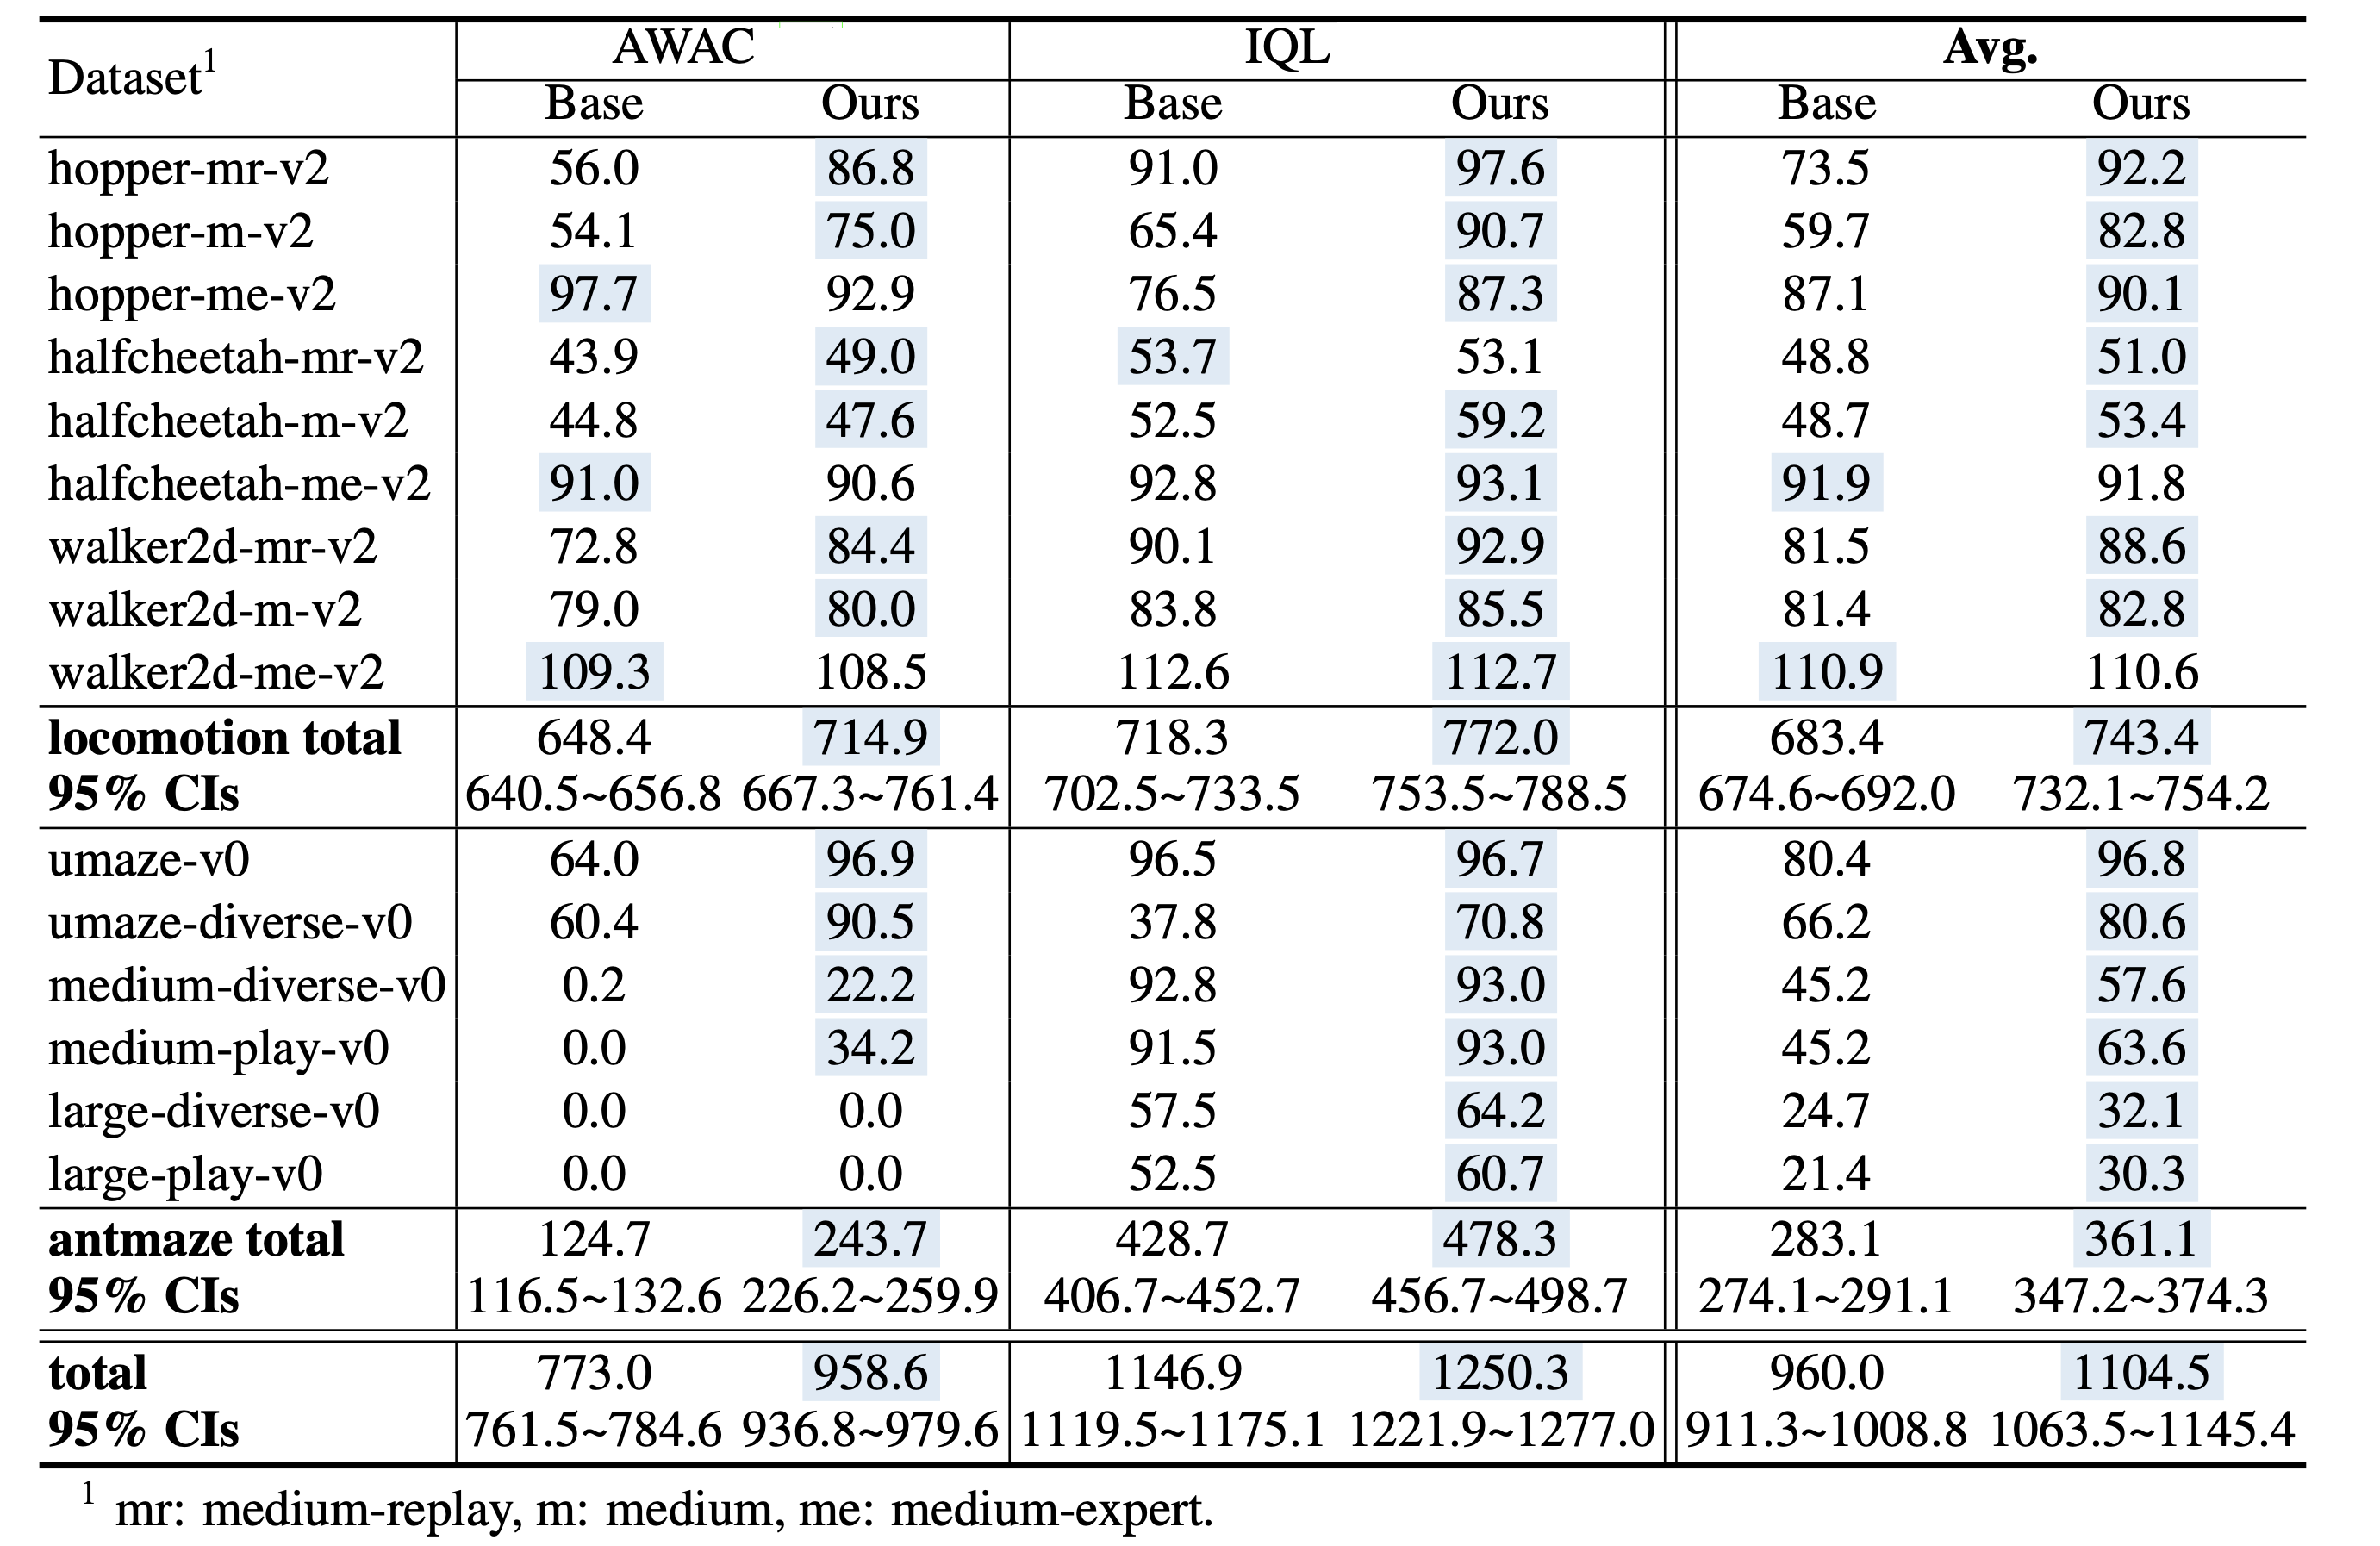 Dataset1 AWAC IQL Avg.
Base Ours Base Ours Base Ours
hopper-mr-v2 56.0 86.8 91.0 97.6 73.5 92.2
hopper-m-v2 54.1 75.0 65.4 90.7 59.7 82.8
hopper-me-v2 97.7 92.9 76.5 87.3 87.1 90.1
halfcheetah-mr-v2 43.9 49.0 53.7 53.1 48.8 51.0
halfcheetah-m-v2 44.8 47.6 52.5 59.2 48.7 53.4
halfcheetah-me-v2 91.0 90.6 92.8 93.1 91.9 91.8
walker2d-mr-v2 72.8 84.4 90.1 92.9 81.5 88.6
walker2d-m-v2 79.0 80.0 83.8 85.5 81.4 82.8
walker2d-me-v2 109.3 108.5 112.6 112.7 110.9 110.6
locomotion total 648.4 714.9 718.3 772.0 683.4 743.4
95% CIs 640.5~656.8 667.3~761.4 702.5~733.5 753.5~788.5 674.6~692.0 732.1~754.2
umaze-v0 64.0 96.9 96.5 96.7 80.4 96.8
umaze-diverse-v0 60.4 90.5 37.8 70.8 66.2 80.6
medium-diverse-v0 0.2 22.2 92.8 93.0 45.2 57.6
medium-play-v0 0.0 34.2 91.5 93.0 45.2 63.6
large-diverse-v0 0.0 0.0 57.5 64.2 24.7 32.1
large-play-v0 0.0 0.0 52.5 60.7 21.4 30.3
antmaze total 124.7 243.7 428.7 478.3 283.1 361.1
95% CIs 116.5~132.6 226.2~259.9 406.7~452.7 456.7~498.7 274.1~291.1 347.2~374.3
total 773.0 958.6 1146.9 1250.3 960.0 1104.5
95% CIs 761.5~784.6 936.8~979.6 1119.5~1175.1 1221.9~1277.0 911.3~1008.8 1063.5~1145.4
1 mr: medium-replay, m: medium, me: medium-expert.